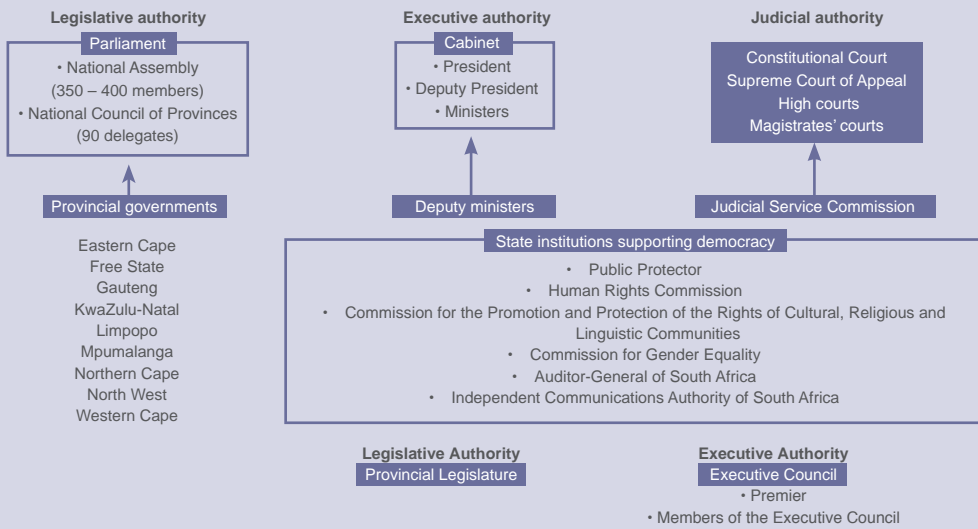 Legislative authority
Parliament
• National Assembly
(350 – 400 members)
• National Council of Provinces
(90 delegates)
Provincial governments
Eastern Cape
Free State
Gauteng
KwaZulu-Natal
Limpopo
Mpumalanga
Northern Cape
North West
Western Cape
Executive authority
Cabinet
• President
• Deputy President
• Ministers
Deputy ministers
Judicial authority
Constitutional Court
Supreme Court of Appeal
High courts
Magistrates’ courts
Judicial Service Commission
State institutions supporting democracy
• Public Protector
• Human Rights Commission
• Commission for the Promotion and Protection of the Rights of Cultural, Religious and
Linguistic Communities
• Commission for Gender Equality
• Auditor-General of South Africa
• Independent Communications Authority of South Africa
Legislative Authority
Provincial Legislature
Executive Authority
Executive Council
• Premier
• Members of the Executive Council